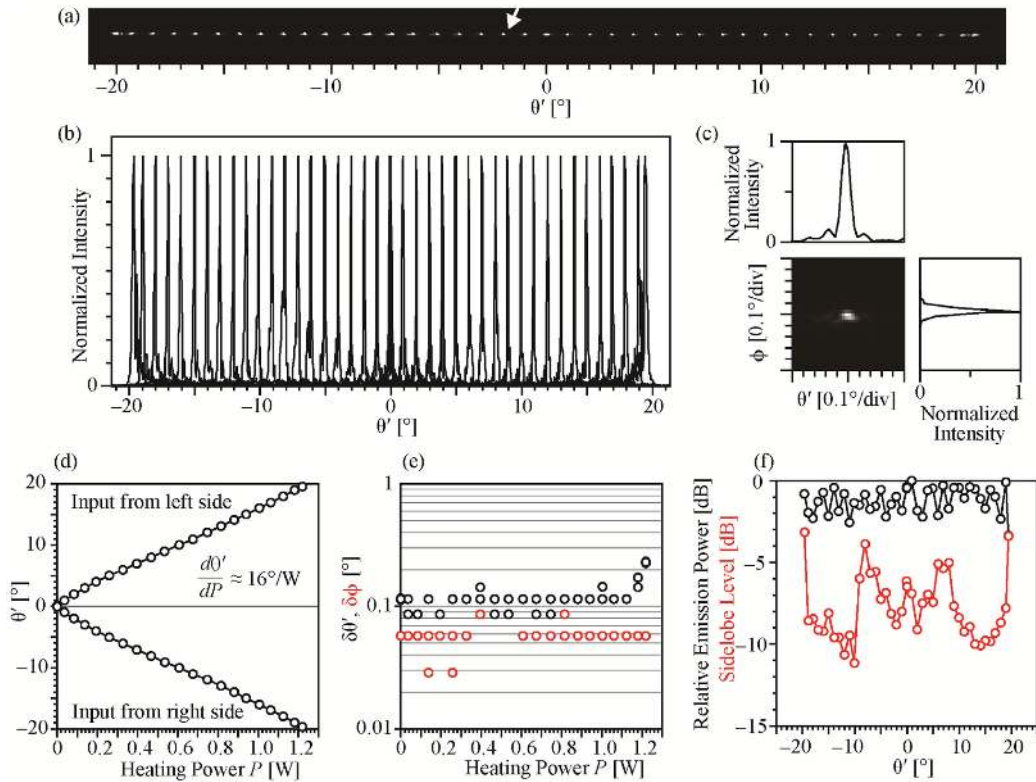 (a)
−20 −10 0 10 20
θ′ [°]
(b)
1
Normalized Intensity
0
−20 −10 0 10 20
θ′ [°]
(c)
Normalized
Intensity
1
0
ϕ [0.1°/div]
θ′ [0.1°/div]
0 1
Normalized
Intensity
(d)
θ′ [°]
20
10
0
−10
−20
Input from left side
dθ′
dP
≈ 16°/W
Input from right side
0 0.2 0.4 0.6 0.8 1.0 1.2
Heating Power P [W]
(e)
δθ′, δϕ [°]
1
0.1
0.01
0 0.2 0.4 0.6 0.8 1.0 1.2
Heating Power P [W]
(f)
Relative Emission Power [dB]
Sidelobe Level [dB]
0
−5
−10
−15
−20 −10 0 10 20
θ′ [°]